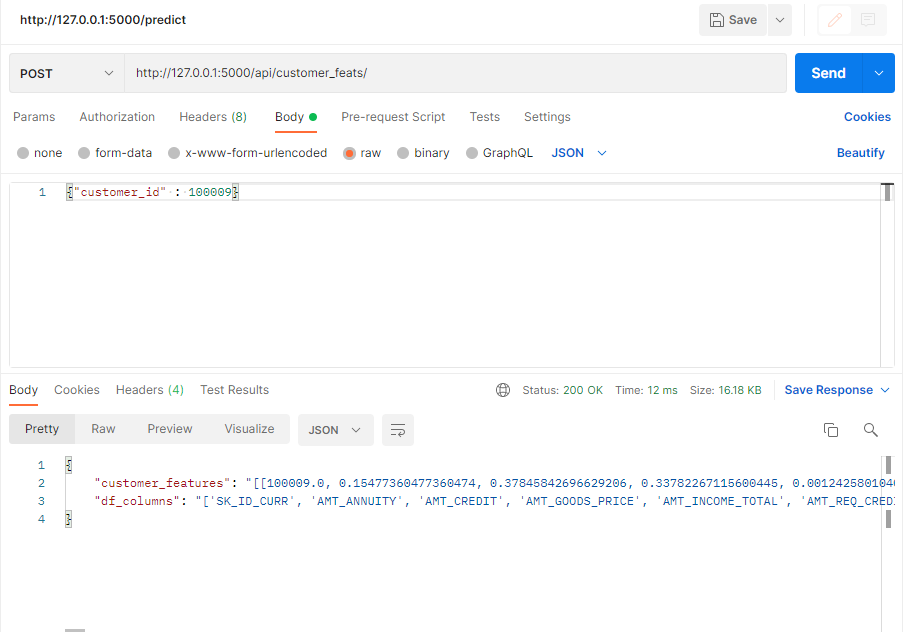 http://127.0.0.1:5000/predict
Save
POST
http://127.0.0.1:5000/api/customer_feats/
Send
Params Authorization Headers (8) Body Pre-request Script Tests Settings Cookies
none form-data x-www-form-urlencoded raw binary GraphQL JSON Beautify
1 {"customer_id" : 100009}
Body Cookies Headers (4) Test Results Status: 200 OK Time: 12 ms Size: 16.18 KB Save Response
Pretty Raw Preview Visualize JSON
1 {
2 "customer_features": "[[100009.0, 0.15477360477360474, 0.37845842696629206, 0.33782267115600445, 0.001242580104
3 "df_columns": "['SK_ID_CURR', 'AMT_ANNUITY', 'AMT_CREDIT', 'AMT_GOODS_PRICE', 'AMT_INCOME_TOTAL', 'AMT_REQ_CRED
4 }